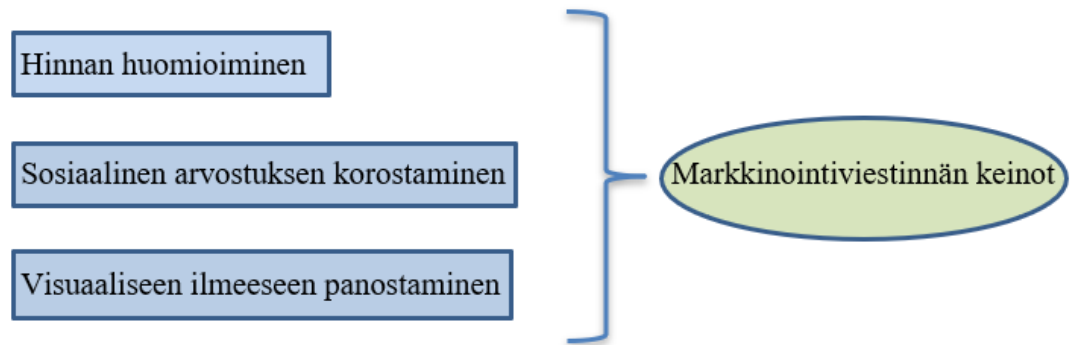 Hinnan huomioiminen
Sosiaalinen arvostuksen korostaminen
Visuaaliseen ilmeeseen panostaminen
Markkinointiviestinnän keinot